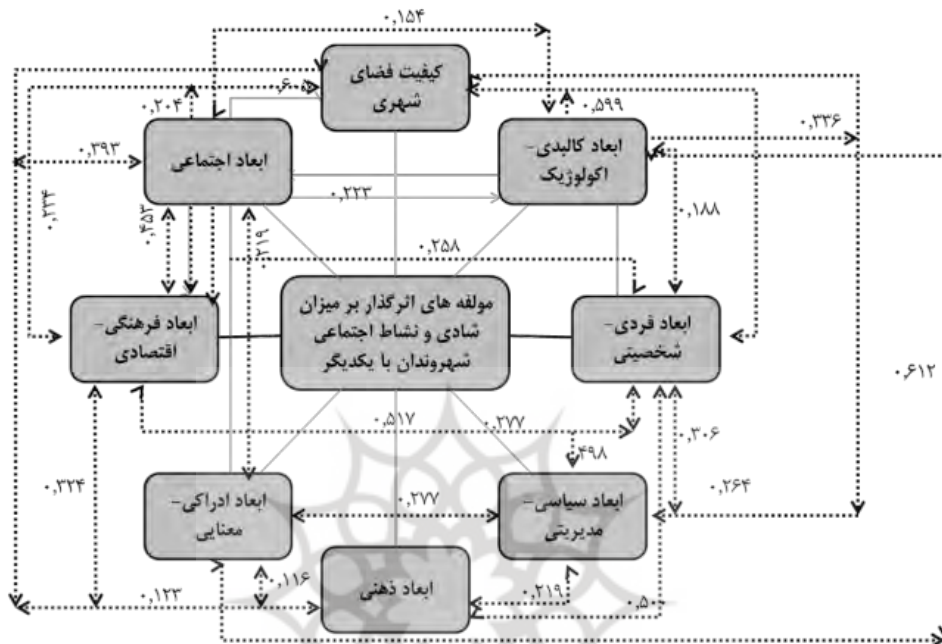 ۰,۱۵۴
کیفیت فضای
شهری
۰,۲۰۴
۰,۵۹۹
۰,۳۳۶
۰,۳۹۳
ابعاد اجتماعی
ابعاد کالبدی-
اکولوژیک
۰,۲۲۳
۰,۱۸۸
۰,۲۳۴
۰,۴۵۳
۰,۲۵۸
ابعاد فرهنگی-
اقتصادی
مولفه های اثرگذار بر میزان
شادی و نشاط اجتماعی
شهروندان با یکدیگر
ابعاد فردی-
شخصیتی
۰,۶۱۲
۰,۵۱۷
۰,۲۷۷
۰,۳۰۶
۴۹۸
۰,۳۲۴
ابعاد ادراکی-
معنایی
۰,۲۷۷
ابعاد سیاسی-
مدیریتی
۰,۲۶۴
۰,۱۲۳
۰,۱۱۶
ابعاد ذهنی
۰,۲۱۹